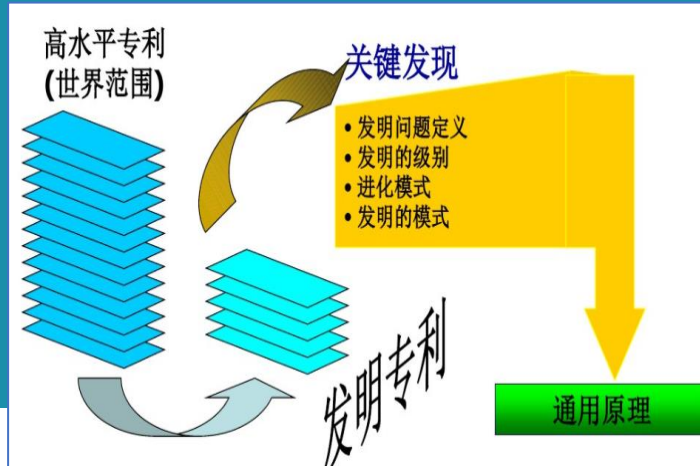 高水平专利
(世界范围)
关键发现
• 发明问题定义
• 发明的级别
• 进化模式
• 发明的模式
发明专利
通用原理